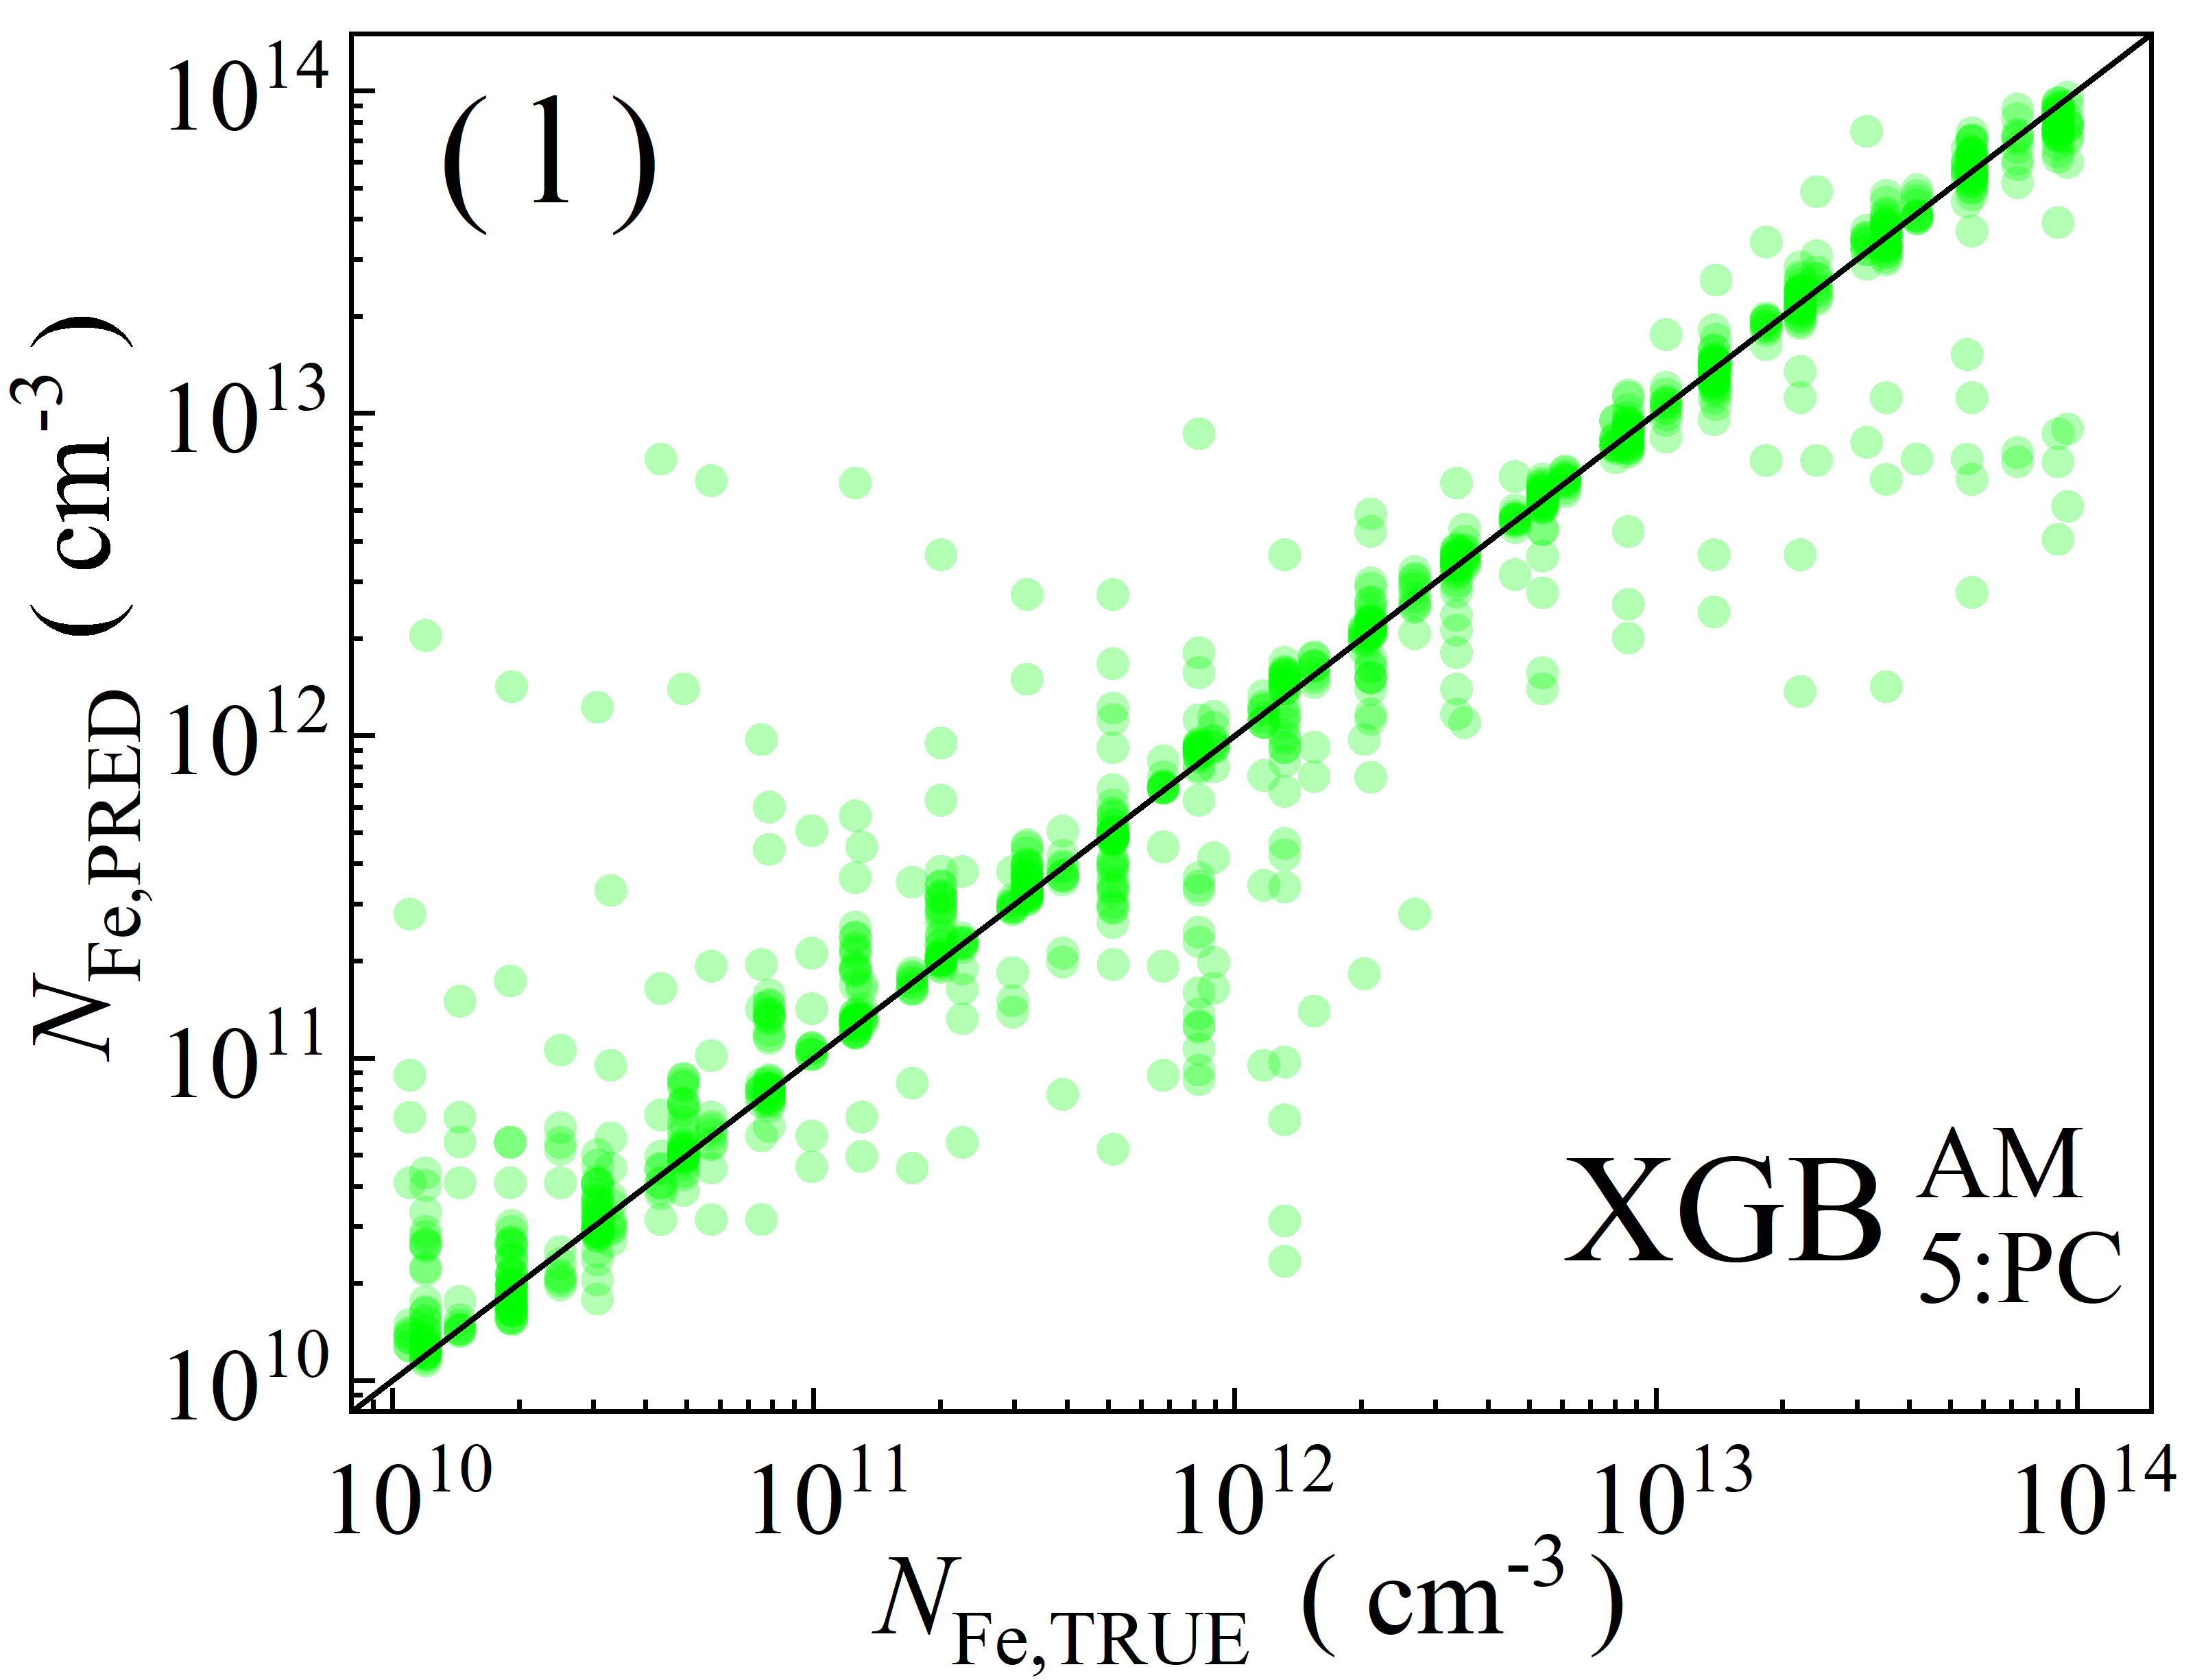 10^14
( l )
10^13
10^12
10^11
10^10
N_Fe,PRED ( cm^-3 )
XGB AM
5:PC
10^10 10^11 10^12 10^13 10^14
N_Fe,TRUE ( cm^-3 )